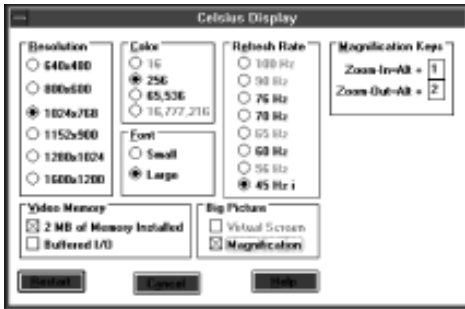 Celsius Display
Resolution
640x480
800x600
1024x768
1152x900
1280x1024
1600x1200
Color
16
256
65,536
16,777,216
Font
Small
Large
Refresh Rate
100 Hz
90 Hz
76 Hz
70 Hz
65 Hz
60 Hz
56 Hz
45 Hz i
Magnification Keys
Zoom-In=Alt + 1
Zoom-Out=Alt + 2
Video Memory
2 MB of Memory Installed
Buffered I/O
Big Picture
Virtual Screen
Magnification
Restart
Cancel
Help